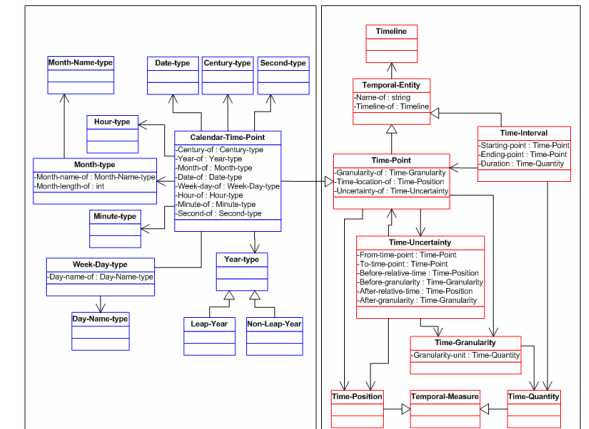 Month-Name-type
Date-type
Century-type
Second-type
Hour-type
Calendar-Time-Point
-Century-of : Century-type
-Year-of : Year-type
-Month-of : Month-type
-Date-of : Date-type
-Week-day-of : Week-Day-type
-Hour-of : Hour-type
-Minute-of : Minute-type
-Second-of : Second-type
Month-type
-Month-name-of : Month-Name-type
-Month-length-of : int
Minute-type
Week-Day-type
-Day-name-of : Day-Name-type
Year-type
Day-Name-type
Leap-Year
Non-Leap-Year
Timeline
Temporal-Entity
-Name-of : string
-Timeline-of : Timeline
Time-Interval
-Starting-point : Time-Point
-Ending-point : Time-Point
-Duration : Time-Quantity
Time-Point
-Granularity-of : Time-Granularity
-Time-location-of : Time-Position
-Uncertainty-of : Time-Uncertainty
Time-Uncertainty
-From-time-point : Time-Point
-To-time-point : Time-Point
-Before-relative-time : Time-Position
-Before-granularity : Time-Granularity
-After-relative-time : Time-Position
-After-granularity : Time-Granularity
Time-Granularity
-Granularity-unit : Time-Quantity
Time-Position
Temporal-Measure
Time-Quantity